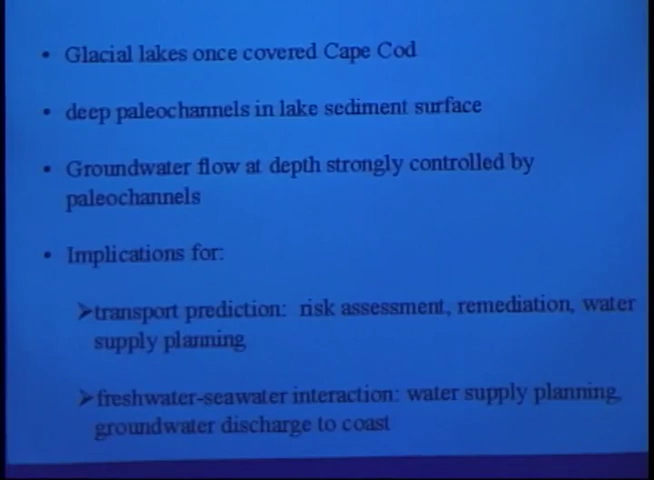 • Glacial lakes once covered Cape Cod
• deep paleochannels in lake sediment surface
• Groundwater flow at depth strongly controlled by
paleochannels
• Implications for:
➢transport prediction: risk assessment, remediation, water
supply planning
➢freshwater-seawater interaction: water supply planning,
groundwater discharge to coast